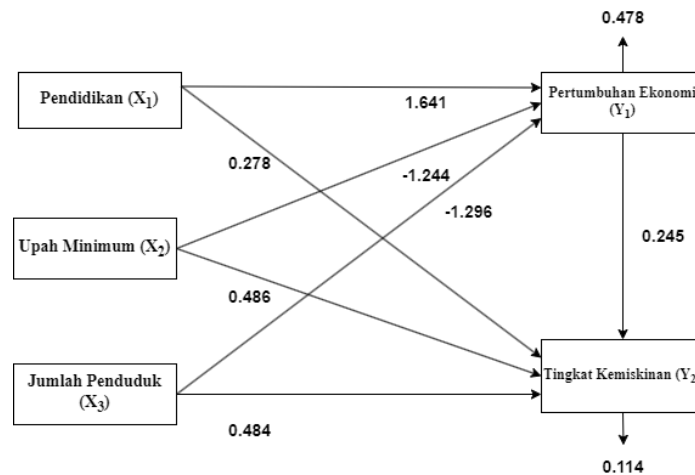 0.478
Pendidikan (X1)
Pertumbuhan Ekonomi
(Y1)
1.641
0.278
-1.244
-1.296
Upah Minimum (X2)
0.245
0.486
Jumlah Penduduk
(X3)
Tingkat Kemiskinan (Y2
0.484
0.114